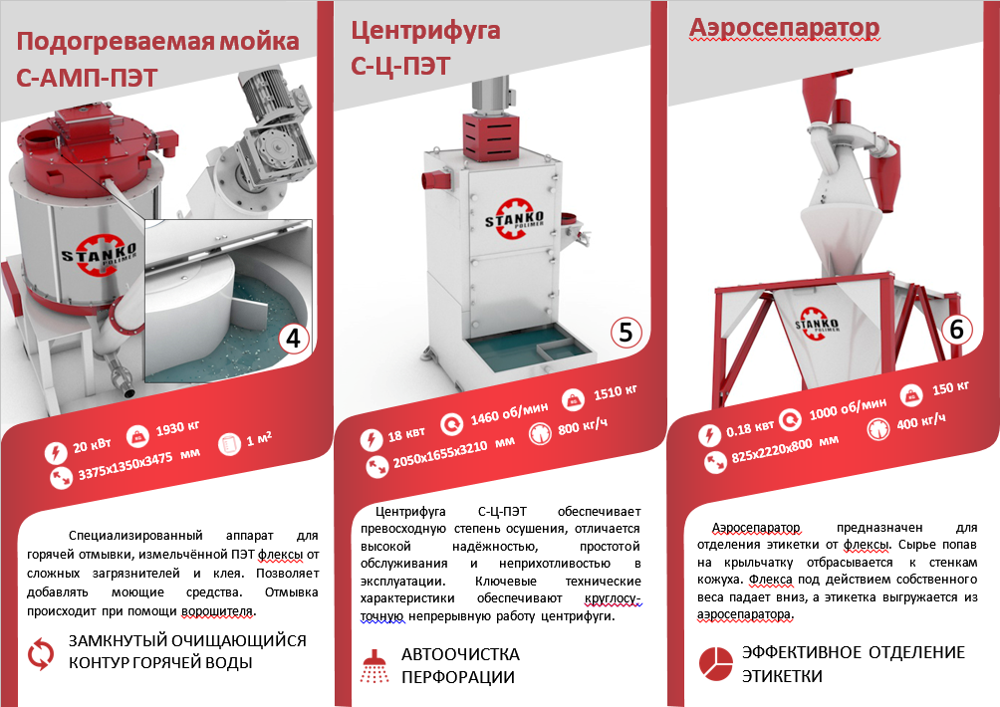 Подогреваемая мойка
С-АМП-ПЭТ
STANKO
POLIMER
4
20 кВт
1930 кг
1 м²
3375х1350х3475 мм
Специализированный аппарат для
горячей отмывки, измельчённой ПЭТ флексы от
сложных загрязнителей и клея. Позволяет
добавлять моющие средства. Отмывка
происходит при помощи ворошителя.
ЗАМКНУТЫЙ ОЧИЩАЮЩИЙСЯ
КОНТУР ГОРЯЧЕЙ ВОДЫ
Центрифуга
С-Ц-ПЭТ
STANKO
POLIMER
5
18 квт
1460 об/мин
1510 кг
2050х1655х3210 мм
800 кг/ч
Центрифуга С-Ц-ПЭТ обеспечивает
превосходную степень осушения, отличается
высокой надёжностью, простотой
обслуживания и неприхотливостью в
эксплуатации. Ключевые технические
характеристики обеспечивают круглосу-
точную непрерывную работу центрифуги.
АВТООЧИСТКА
ПЕРФОРАЦИИ
Аэросепаратор
STANKO
POLIMER
6
0.18 квт
1000 об/мин
150 кг
825х2220х800 мм
400 кг/ч
Аэросепаратор предназначен для
отделения этикетки от флексы. Сырье попав
на крыльчатку отбрасывается к стенкам
кожуха. Флекса под действием собственного
веса падает вниз, а этикетка выгружается из
аэросепаратора.
ЭФФЕКТИВНОЕ ОТДЕЛЕНИЕ
ЭТИКЕТКИ